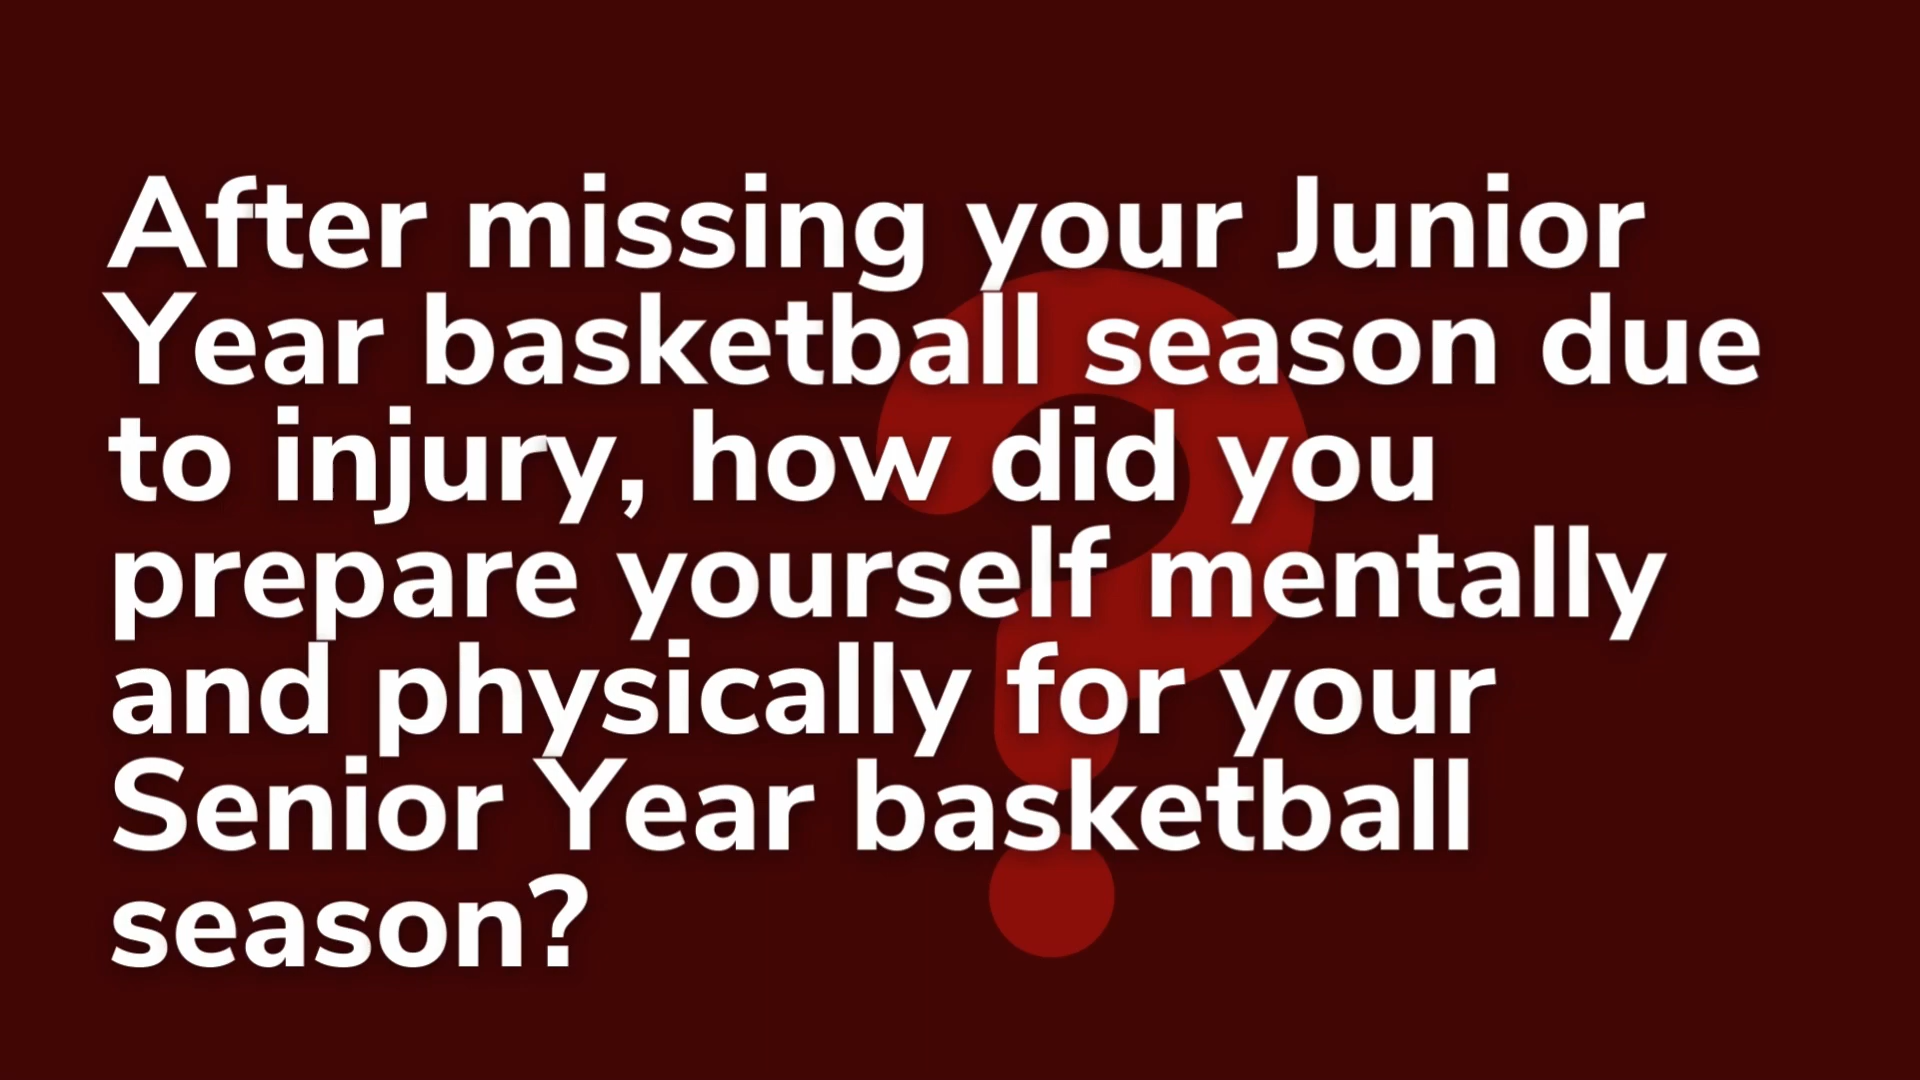 After missing your Junior
Year basketball season due
to injury, how did you
prepare yourself mentally
and physically for your
Senior Year basketball
season?